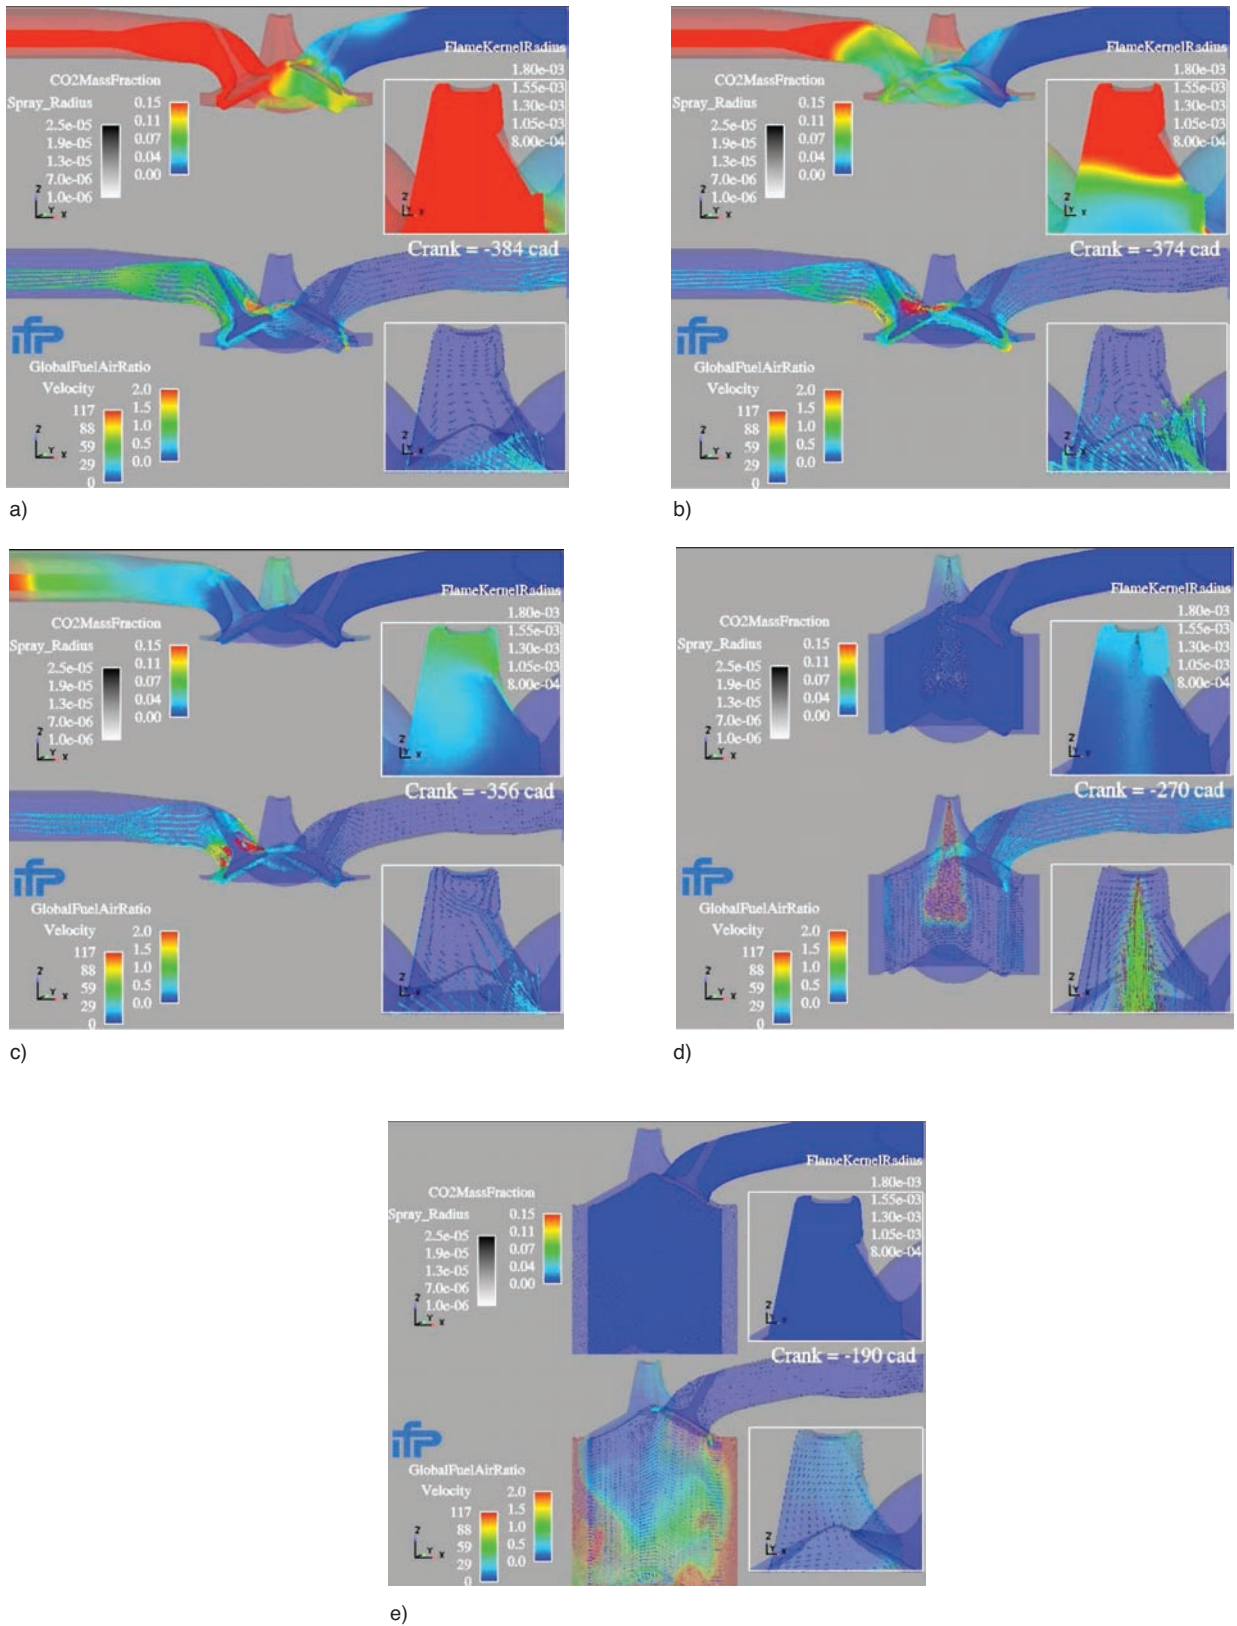 FlameKernelRadius
1.80e-03
1.55e-03
1.30e-03
1.05e-03
8.00e-04
CO2MassFraction
Spray_Radius
0.15
0.11
0.07
0.04
0.00
2.5e-05
1.9e-05
1.3e-05
7.0e-06
1.0e-06
Z
Y X
Z
Y X
Crank = -384 cad
ifp
GlobalFuelAirRatio
Velocity
2.0
1.5
1.0
0.5
0.0
117
88
59
29
0
Z
Y X
Z
Y X
a)
FlameKernelRadius
1.80e-03
1.55e-03
1.30e-03
1.05e-03
8.00e-04
CO2MassFraction
Spray_Radius
0.15
0.11
0.07
0.04
0.00
2.5e-05
1.9e-05
1.3e-05
7.0e-06
1.0e-06
Z
Y X
Z
Y X
Crank = -374 cad
ifp
GlobalFuelAirRatio
Velocity
2.0
1.5
1.0
0.5
0.0
117
88
59
29
0
Z
Y X
Z
Y X
b)
FlameKernelRadius
1.80e-03
1.55e-03
1.30e-03
1.05e-03
8.00e-04
CO2MassFraction
Spray_Radius
0.15
0.11
0.07
0.04
0.00
2.5e-05
1.9e-05
1.3e-05
7.0e-06
1.0e-06
Z
Y X
Z
Y X
Crank = -356 cad
ifp
GlobalFuelAirRatio
Velocity
2.0
1.5
1.0
0.5
0.0
117
88
59
29
0
Z
Y X
Z
Y X
c)
FlameKernelRadius
1.80e-03
1.55e-03
1.30e-03
1.05e-03
8.00e-04
CO2MassFraction
Spray_Radius
0.15
0.11
0.07
0.04
0.00
2.5e-05
1.9e-05
1.3e-05
7.0e-06
1.0e-06
Z
Y X
Z
Y X
Crank = -270 cad
ifp
GlobalFuelAirRatio
Velocity
2.0
1.5
1.0
0.5
0.0
117
88
59
29
0
Z
Y X
Z
Y X
d)
FlameKernelRadius
1.80e-03
1.55e-03
1.30e-03
1.05e-03
8.00e-04
CO2MassFraction
Spray_Radius
0.15
0.11
0.07
0.04
0.00
2.5e-05
1.9e-05
1.3e-05
7.0e-06
1.0e-06
Z
Y X
Z
Y X
Crank = -190 cad
ifp
GlobalFuelAirRatio
Velocity
2.0
1.5
1.0
0.5
0.0
117
88
59
29
0
Z
Y X
Z
Y X
e)